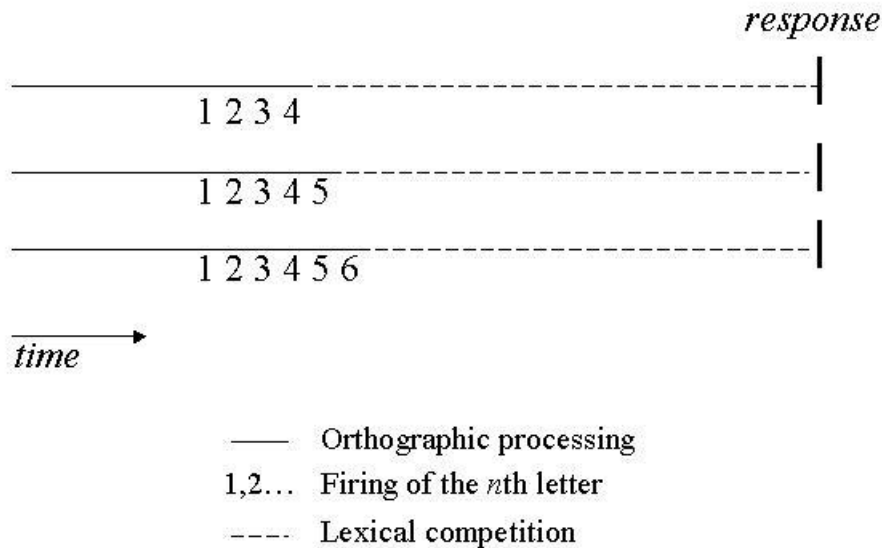 response
1 2 3 4
1 2 3 4 5
1 2 3 4 5 6
time
Orthographic processing
1,2... Firing of the nth letter
Lexical competition